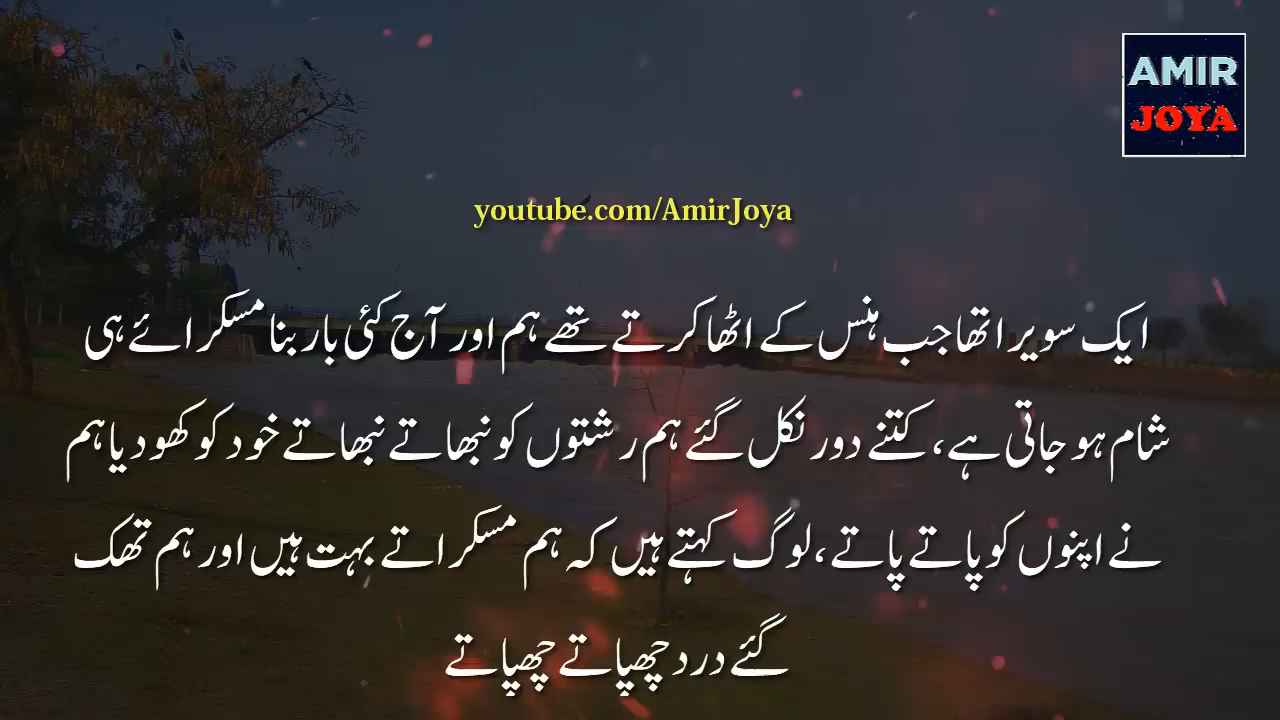 AMIR
JOYA
youtube.com/AmirJoya
ایک سویرا تھا جب ہنس کے اٹھا کرتے تھے ہم اور آج کئی بار بنا مسکرائے ہی
شام ہو جاتی ہے، کتنے دور نکل گئے ہم رشتوں کو نبھاتے نبھاتے خود کو کھو دیا ہم
نے اپنوں کو پاتے پاتے، لوگ کہتے ہیں کہ ہم مسکراتے بہت ہیں اور ہم تھک
گئے درد چھپاتے چھپاتے